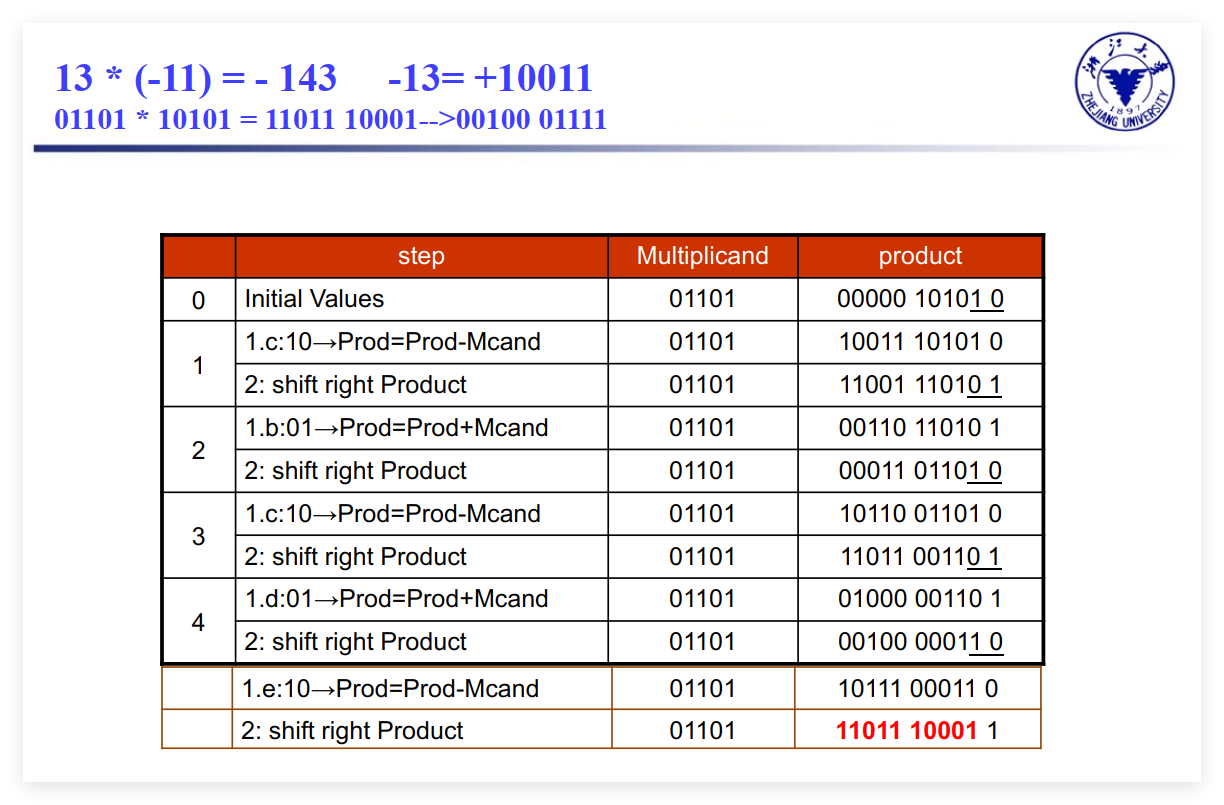 13 * (-11) = - 143 -13= +10011
01101 * 10101 = 11011 10001-->00100 01111
浙江大學
ZHEJIANG UNIVERSITY
1897
step Multiplicand product
0 Initial Values 01101 00000 10101 0
1 1.c:10→Prod=Prod-Mcand 01101 10011 10101 0
2: shift right Product 01101 11001 11010 1
2 1.b:01→Prod=Prod+Mcand 01101 00110 11010 1
2: shift right Product 01101 00011 01101 0
3 1.c:10→Prod=Prod-Mcand 01101 10110 01101 0
2: shift right Product 01101 11011 00110 1
4 1.d:01→Prod=Prod+Mcand 01101 01000 00110 1
2: shift right Product 01101 00100 00011 0
1.e:10→Prod=Prod-Mcand 01101 10111 00011 0
2: shift right Product 01101 11011 10001 1